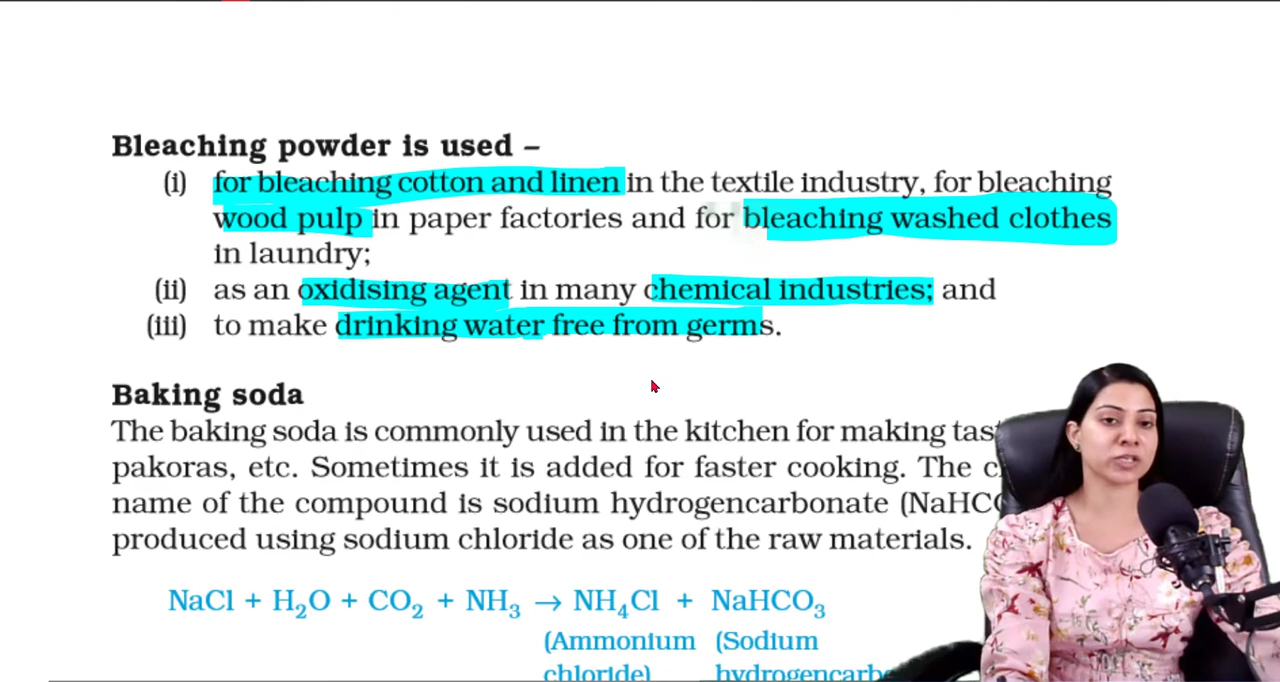 Bleaching powder is used –
(i) for bleaching cotton and linen in the textile industry, for bleaching
wood pulp in paper factories and for bleaching washed clothes
in laundry;
(ii) as an oxidising agent in many chemical industries; and
(iii) to make drinking water free from germs.
Baking soda
The baking soda is commonly used in the kitchen for making
pakoras, etc. Sometimes it is added for faster cooking. The
name of the compound is sodium hydrogencarbonate
produced using sodium chloride as one of the raw materials.
NaCl + H₂O + CO₂ + NH₃ → NH₄Cl + NaHCO₃
(Ammonium (Sodium
chloride)